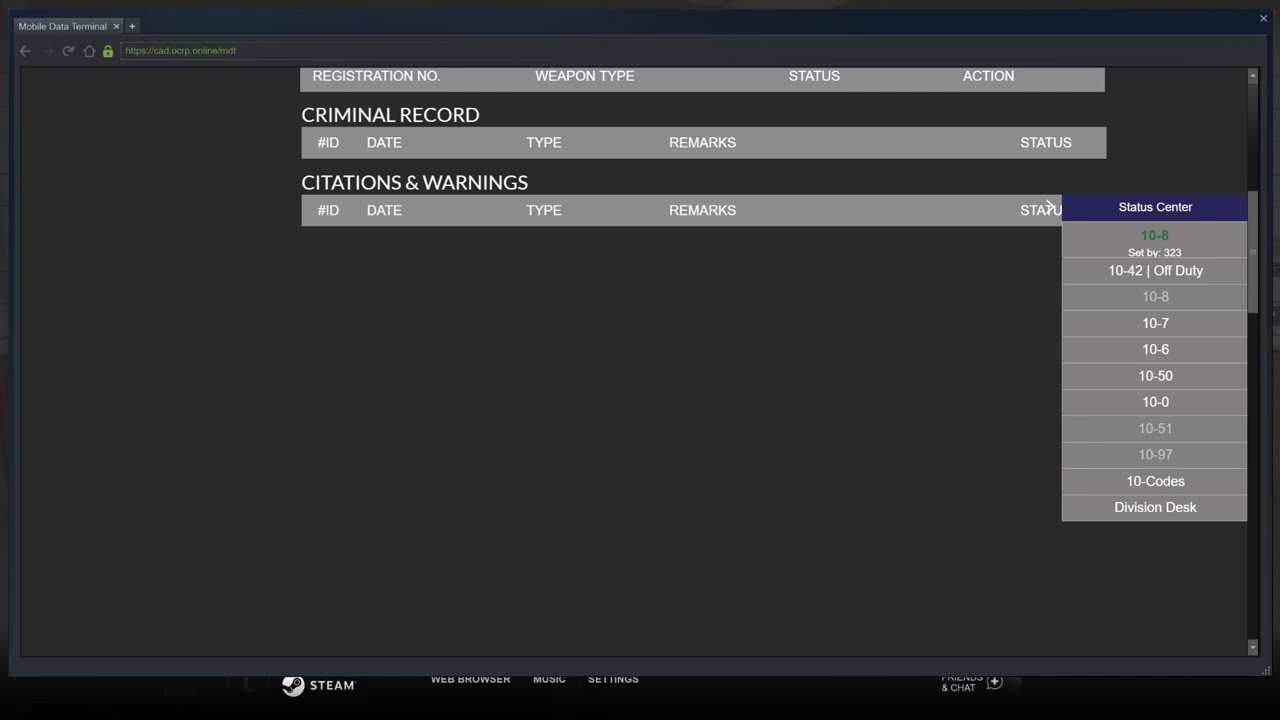 Mobile Data Terminal
https://cad.ocrp.online/mdt
REGISTRATION NO. WEAPON TYPE STATUS ACTION
CRIMINAL RECORD
#ID DATE TYPE REMARKS STATUS
CITATIONS & WARNINGS
#ID DATE TYPE REMARKS STATU
Status Center
10-8
Set by: 323
10-42 | Off Duty
10-8
10-7
10-6
10-50
10-0
10-51
10-97
10-Codes
Division Desk
STEAM
WEB BROWSER MUSIC SETTINGS
FRIENDS
& CHAT